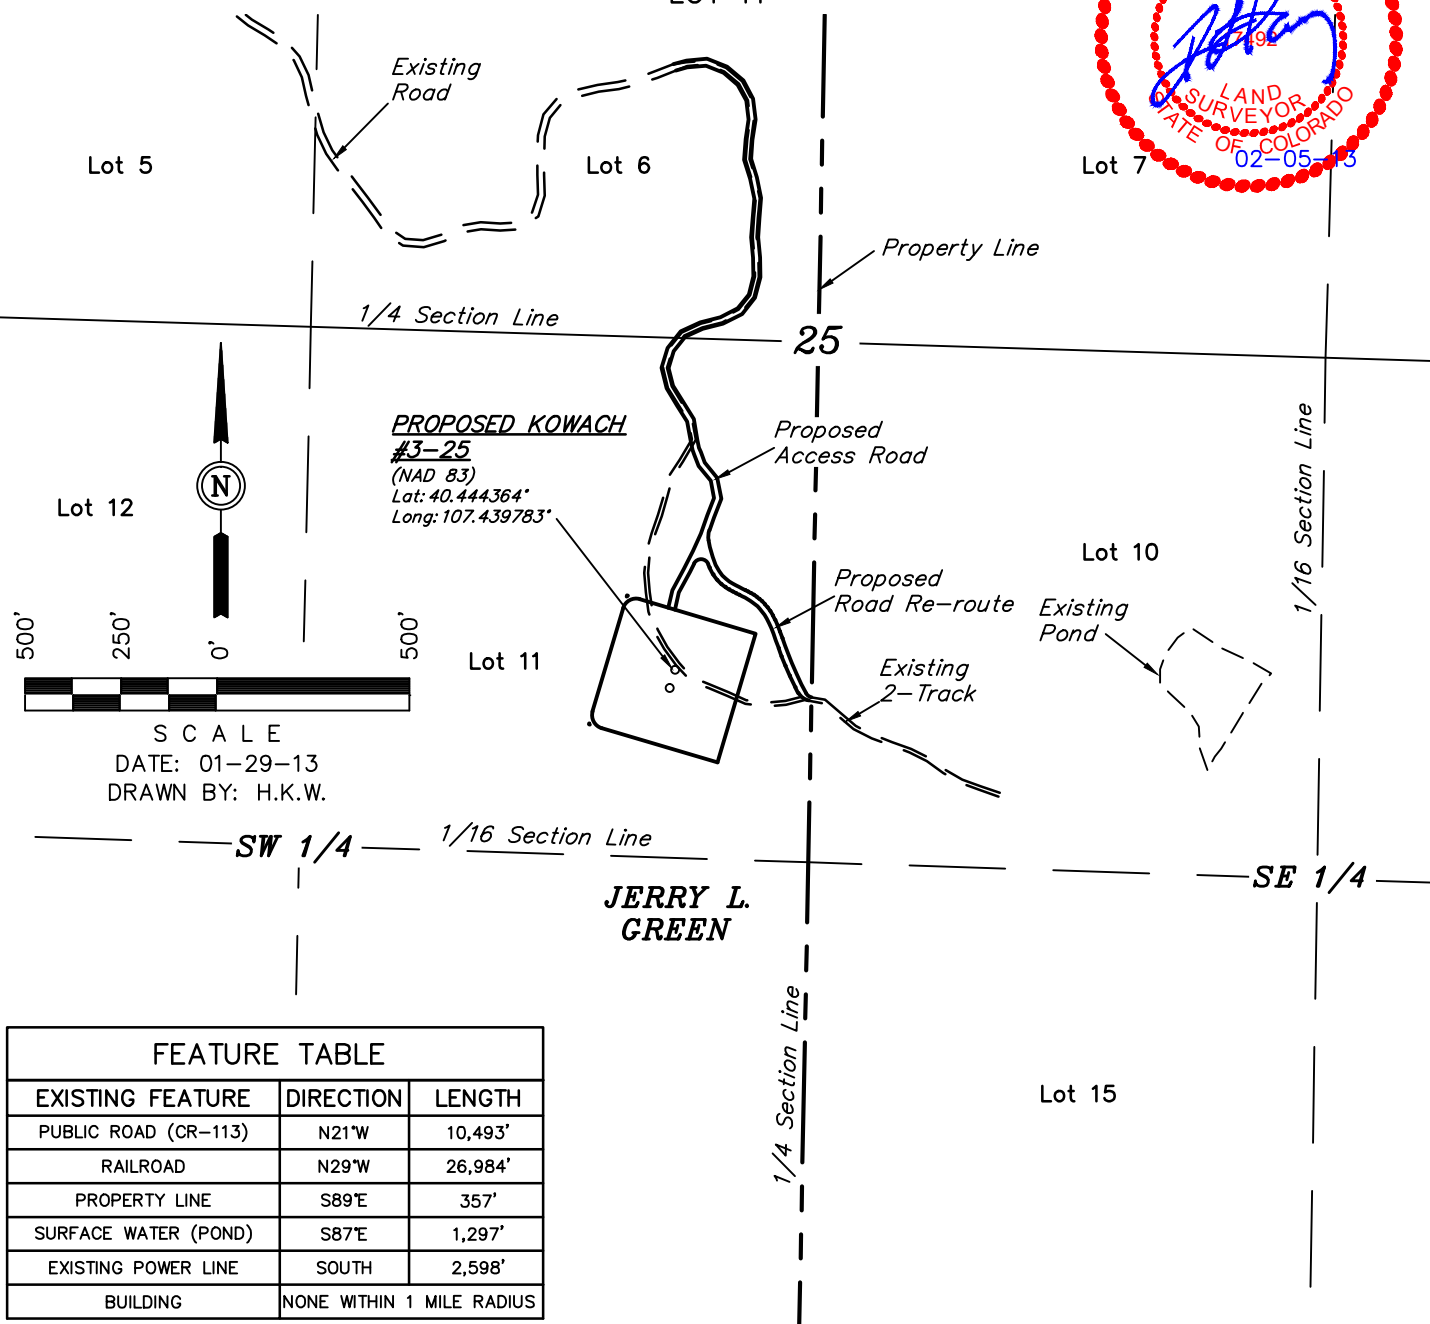 Existing
Road
7492
LAND
SURVEYOR
STATE OF COLORADO
02-05-13
Lot 5
Lot 6
Lot 7
Property Line
1/4 Section Line
25
PROPOSED KOWACH
#3-25
(NAD 83)
Lat: 40.444364°
Long: 107.439783°
Proposed
Access Road
1/16 Section Line
N
Lot 12
Lot 10
Proposed
Road Re-route
Existing
Pond
500' 250' 0' 500'
Lot 11
Existing
2-Track
SCALE
DATE: 01-29-13
DRAWN BY: H.K.W.
SW 1/4
1/16 Section Line
SE 1/4
JERRY L.
GREEN
1/4 Section Line
Lot 15
FEATURE TABLE
EXISTING FEATURE DIRECTION LENGTH
PUBLIC ROAD (CR-113) N21°W 10,493'
RAILROAD N29°W 26,984'
PROPERTY LINE S89°E 357'
SURFACE WATER (POND) S87°E 1,297'
EXISTING POWER LINE SOUTH 2,598'
BUILDING NONE WITHIN 1 MILE RADIUS